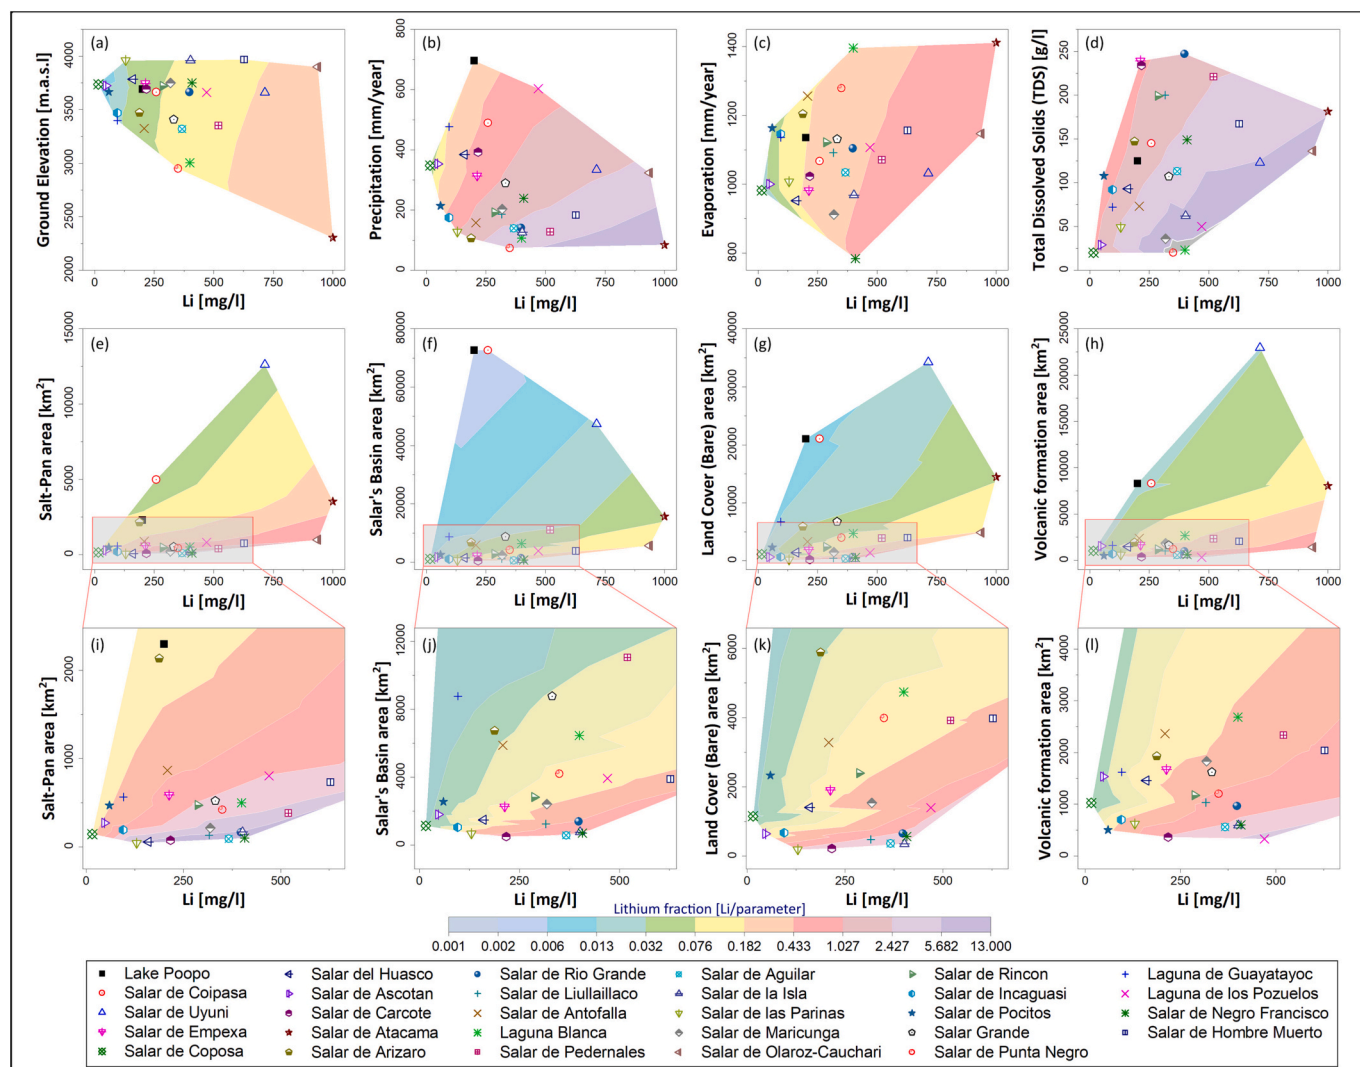 (a)
Ground Elevation [m.a.s.l]
4000
3500
3000
2500
2000
0 250 500 750 1000
Li [mg/l]
(b)
Precipitation [mm/year]
800
600
400
200
0
0 250 500 750 1000
Li [mg/l]
(c)
Evaporation [mm/year]
1400
1200
1000
800
0 250 500 750 1000
Li [mg/l]
(d)
Total Dissolved Solids (TDS) [g/l]
250
200
150
100
50
0
0 250 500 750 1000
Li [mg/l]
(e)
Salt-Pan area [km²]
15000
10000
5000
0
0 250 500 750 1000
Li [mg/l]
(f)
Salar's Basin area [km²]
80000
60000
40000
20000
0
0 250 500 750 1000
Li [mg/l]
(g)
Land Cover (Bare) area [km²]
40000
30000
20000
10000
0
0 250 500 750 1000
Li [mg/l]
(h)
Volcanic formation area [km²]
25000
20000
15000
10000
5000
0
0 250 500 750 1000
Li [mg/l]
(i)
Salt-Pan area [km²]
2000
1000
0
0 250 500
Li [mg/l]
(j)
Salar's Basin area [km²]
12000
8000
4000
0
0 250 500
Li [mg/l]
(k)
Land Cover (Bare) area [km²]
6000
4000
2000
0
0 250 500
Li [mg/l]
(l)
Volcanic formation area [km²]
4000
3000
2000
1000
0
0 250 500
Li [mg/l]
Lithium fraction [Li/parameter]
0.001 0.002 0.006 0.013 0.032 0.076 0.182 0.433 1.027 2.427 5.682 13.000
Lake Poopo
Salar de Coipasa
Salar de Uyuni
Salar de Empexa
Salar de Coposa
Salar del Huasco
Salar de Ascotan
Salar de Carcote
Salar de Atacama
Salar de Arizaro
Salar de Rio Grande
Salar de Liullaillaco
Salar de Antofalla
Laguna Blanca
Salar de Pedernales
Salar de Aguilar
Salar de la Isla
Salar de las Parinas
Salar de Maricunga
Salar de Olaroz-Cauchari
Salar de Rincon
Salar de Incaguasi
Salar de Pocitos
Salar Grande
Salar de Punta Negro
Laguna de Guayatayoc
Laguna de los Pozuelos
Salar de Negro Francisco
Salar de Hombre Muerto